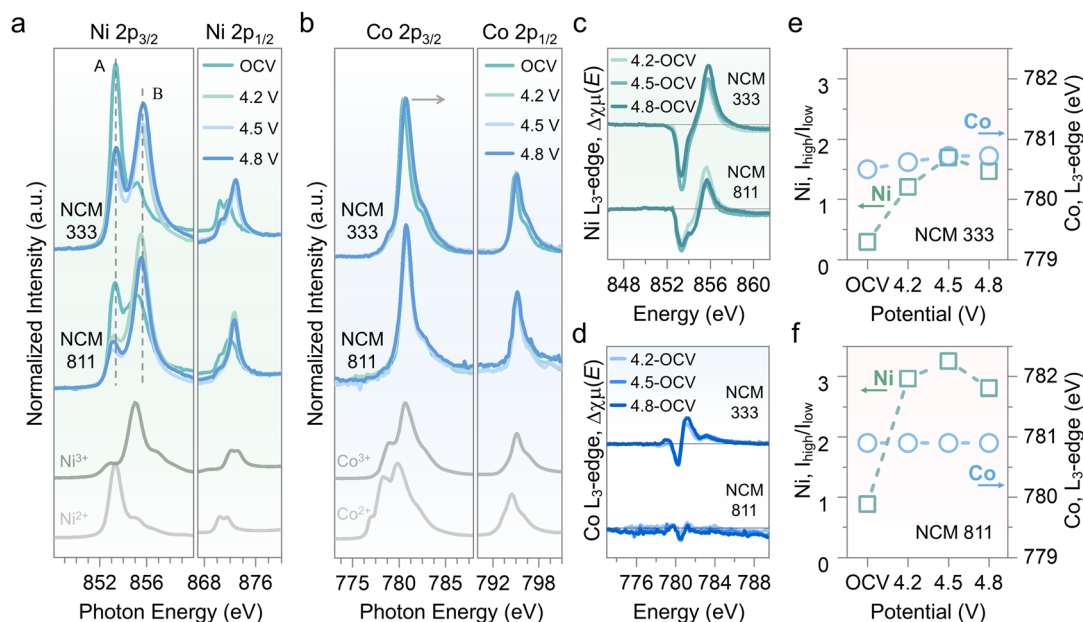 a
Ni 2p3/2
Ni 2p1/2
A
B
OCV
4.2 V
4.5 V
4.8 V
NCM
333
NCM
811
Ni3+
Ni2+
Normalized Intensity (a.u.)
852
856
868
876
Photon Energy (eV)
b
Co 2p3/2
Co 2p1/2
OCV
4.2 V
4.5 V
4.8 V
NCM
333
NCM
811
Co3+
Co2+
Normalized Intensity (a.u.)
775
780
785
792
798
Photon Energy (eV)
c
4.2-OCV
4.5-OCV
4.8-OCV
NCM
333
NCM
811
Ni L3-edge, Δχμ(E)
848
852
856
860
Energy (eV)
d
4.2-OCV
4.5-OCV
4.8-OCV
NCM
333
NCM
811
Co L3-edge, Δχμ(E)
776
780
784
788
Energy (eV)
e
Ni, Ihigh/Ilow
3
2
1
0
Co
Ni
NCM 333
782
781
780
779
Co, L3-edge (eV)
OCV
4.2
4.5
4.8
Potential (V)
f
Ni, Ihigh/Ilow
3
2
1
0
Ni
Co
NCM 811
782
781
780
779
Co, L3-edge (eV)
OCV
4.2
4.5
4.8
Potential (V)